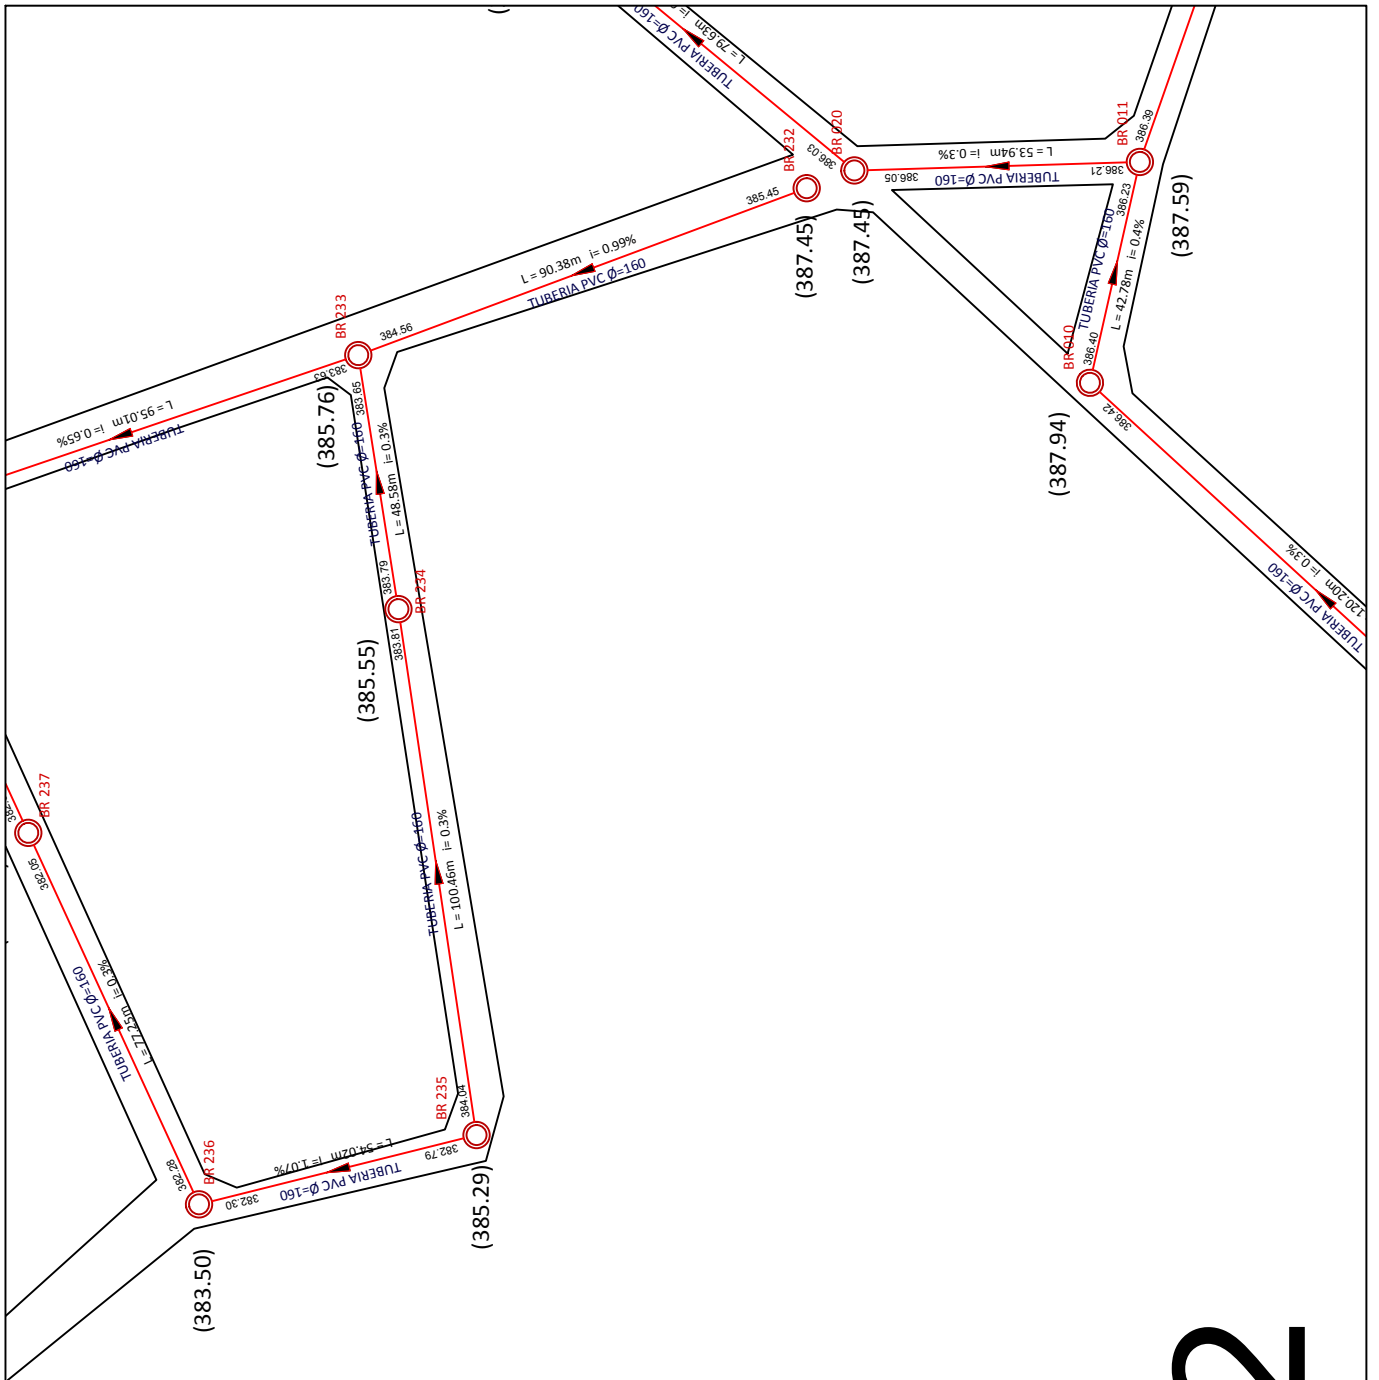 L= 79.63m
TUBERIA PVC Ø=160
BR 232
BR 020
386.03
386.05
L= 53.94m i= 0.3%
TUBERIA PVC Ø=160
386.21
BR 011
386.39
(387.59)
386.23
TUBERIA PVC Ø=160
L= 42.78m i= 0.4%
386.40
BR 010
386.42
(387.94)
120.20m i= 0.3%
TUBERIA PVC Ø=160
(387.45)
(387.45)
385.45
L= 90.38m i= 0.99%
TUBERIA PVC Ø=160
384.56
BR 233
383.63
(385.76)
L= 95.01m i= 0.65%
TUBERIA PVC Ø=160
383.65
TUBERIA PVC Ø=160
L= 48.58m i= 0.3%
383.79
BR 234
383.81
(385.55)
TUBERIA PVC Ø=160
L= 100.46m i= 0.3%
384.04
BR 235
(385.29)
382.79
L= 54.02m i= 1.07%
TUBERIA PVC Ø=160
382.30
BR 236
(383.50)
382.28
TUBERIA PVC Ø=160
L= 77.25m i= 0.3%
382.05
BR 237
2